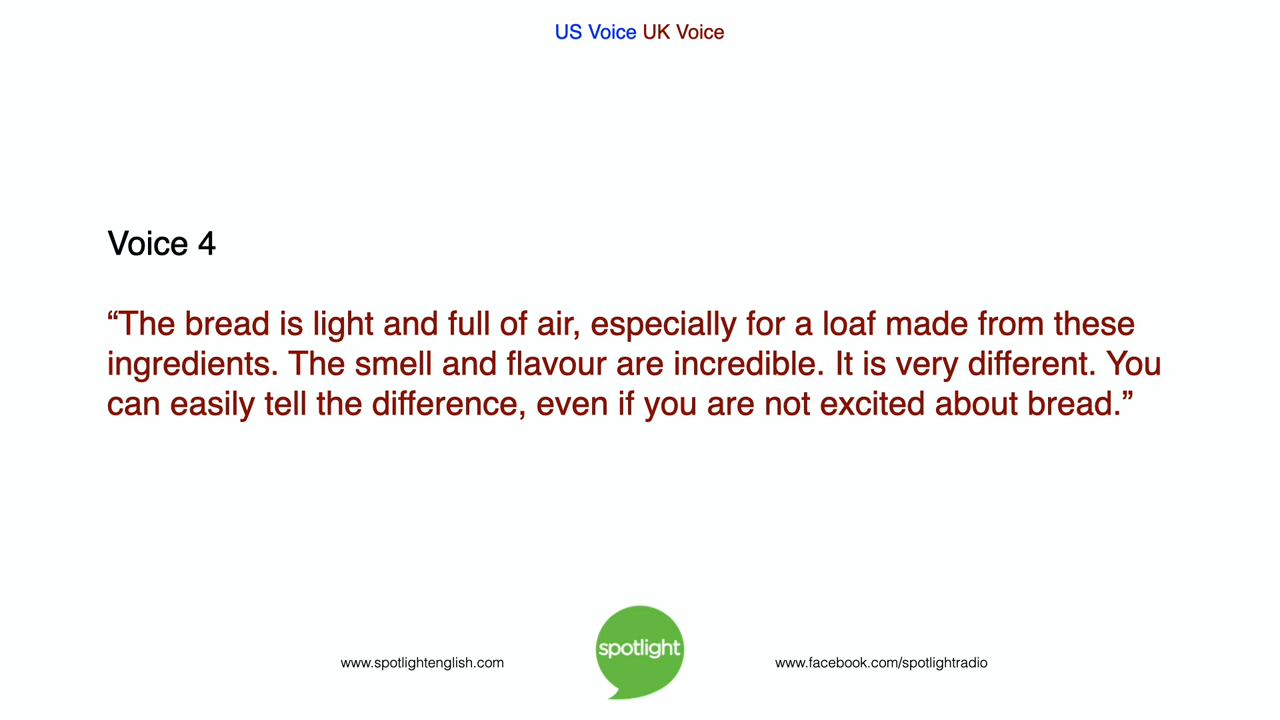 US Voice UK Voice
Voice 4
“The bread is light and full of air, especially for a loaf made from these
ingredients. The smell and flavour are incredible. It is very different. You
can easily tell the difference, even if you are not excited about bread.”
spotlight
www.spotlightenglish.com
www.facebook.com/spotlightradio